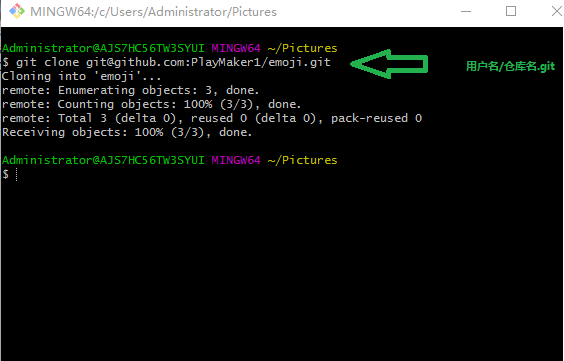 MINGW64:/c/Users/Administrator/Pictures
Administrator@AJS7HC56TW3SYUI MINGW64 ~/Pictures
$ git clone git@github.com:PlayMaker1/emoji.git
用户名/仓库名.git
Cloning into 'emoji'...
remote: Enumerating objects: 3, done.
remote: Counting objects: 100% (3/3), done.
remote: Total 3 (delta 0), reused 0 (delta 0), pack-reused 0
Receiving objects: 100% (3/3), done.
Administrator@AJS7HC56TW3SYUI MINGW64 ~/Pictures
$